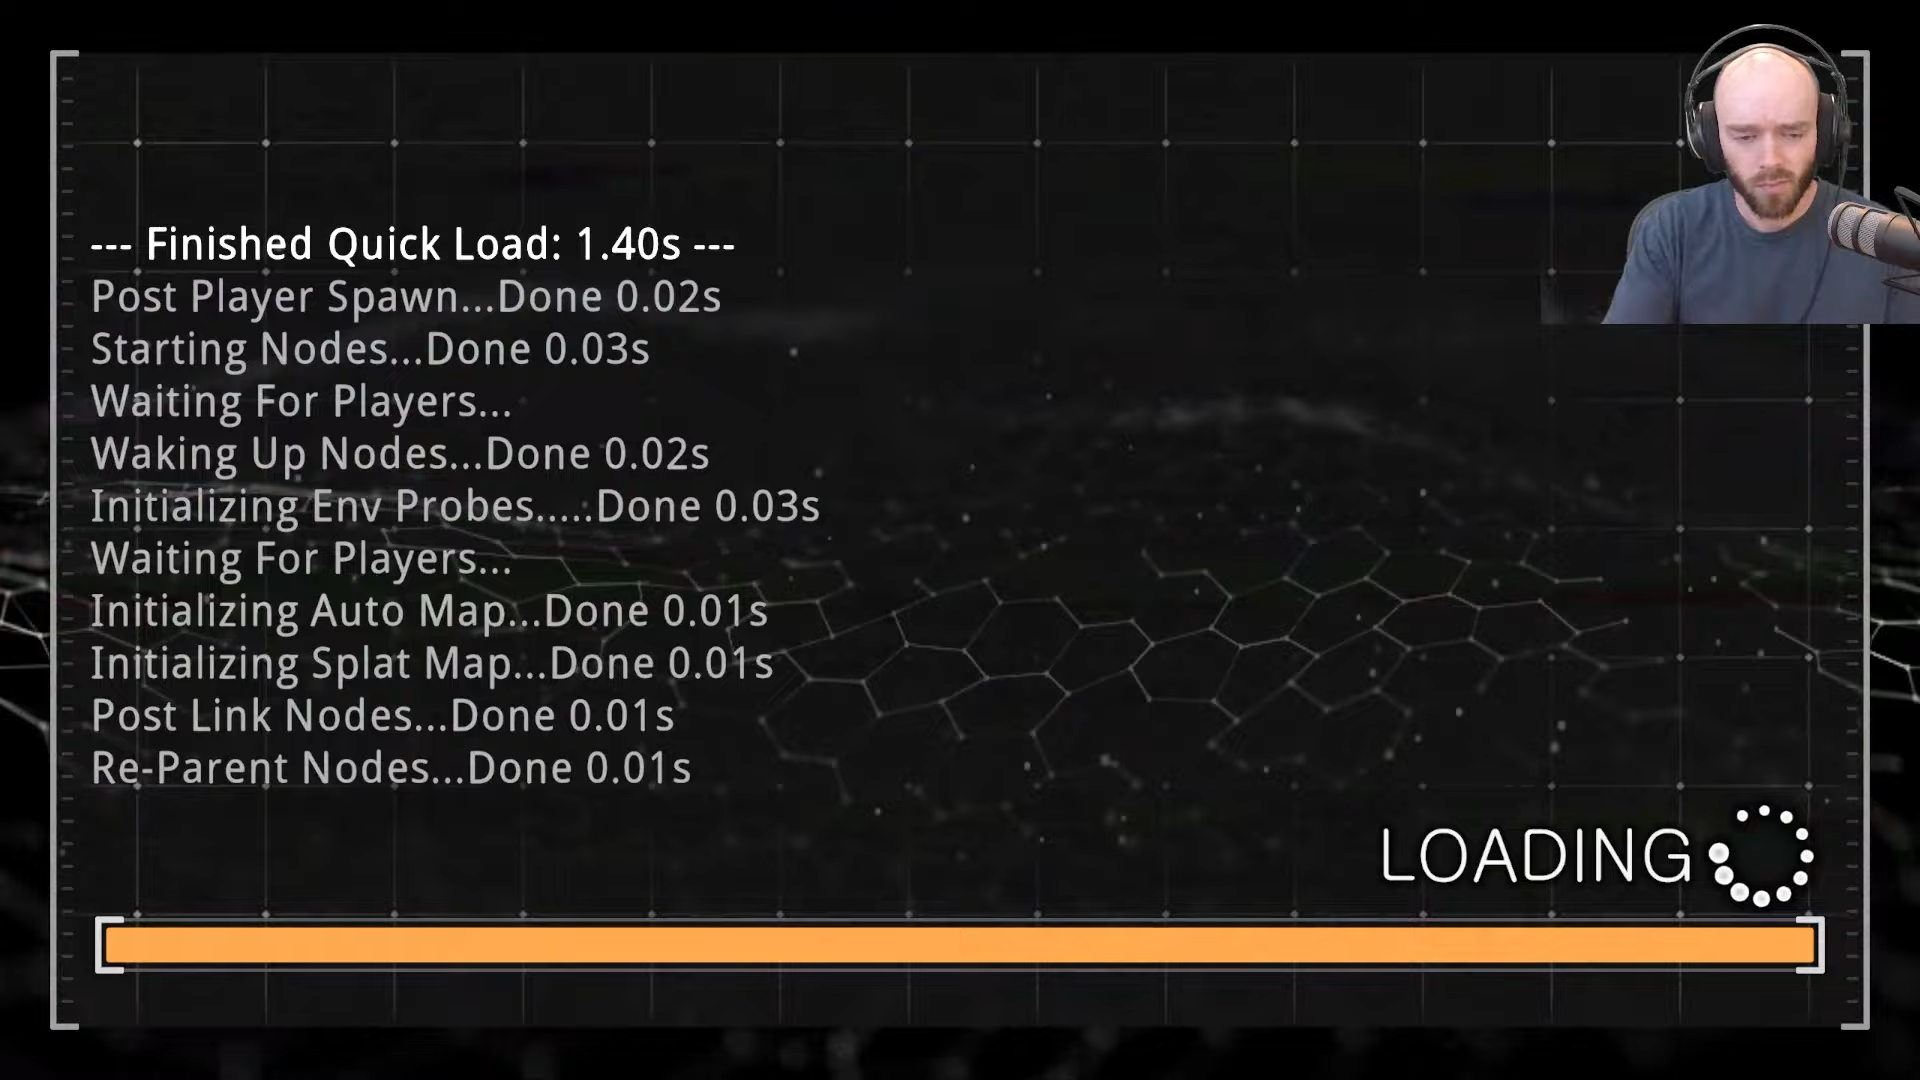 --- Finished Quick Load: 1.40s ---
Post Player Spawn...Done 0.02s
Starting Nodes...Done 0.03s
Waiting For Players...
Waking Up Nodes...Done 0.02s
Initializing Env Probes.....Done 0.03s
Waiting For Players...
Initializing Auto Map...Done 0.01s
Initializing Splat Map...Done 0.01s
Post Link Nodes...Done 0.01s
Re-Parent Nodes...Done 0.01s
LOADING